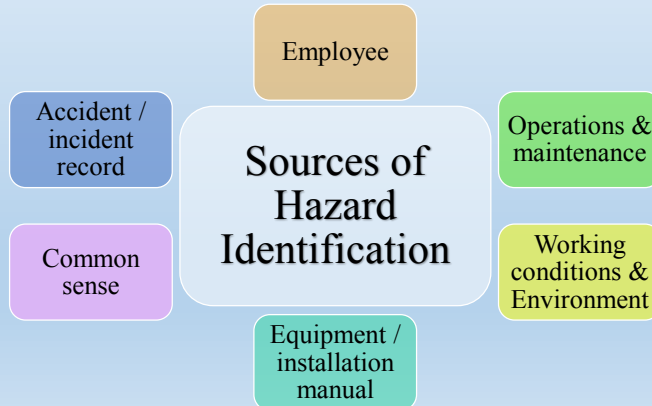 Employee
Accident /
incident
record
Sources of
Hazard
Identification
Operations &
maintenance
Common
sense
Working
conditions &
Environment
Equipment /
installation
manual